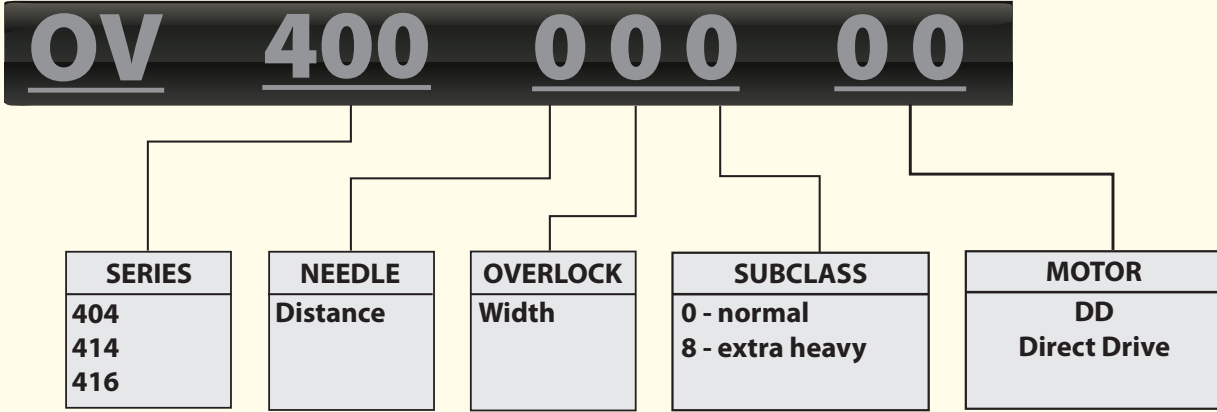 OV 400 0 0 0 0 0
SERIES
404
414
416
NEEDLE
Distance
OVERLOCK
Width
SUBCLASS
0 - normal
8 - extra heavy
MOTOR
DD
Direct Drive